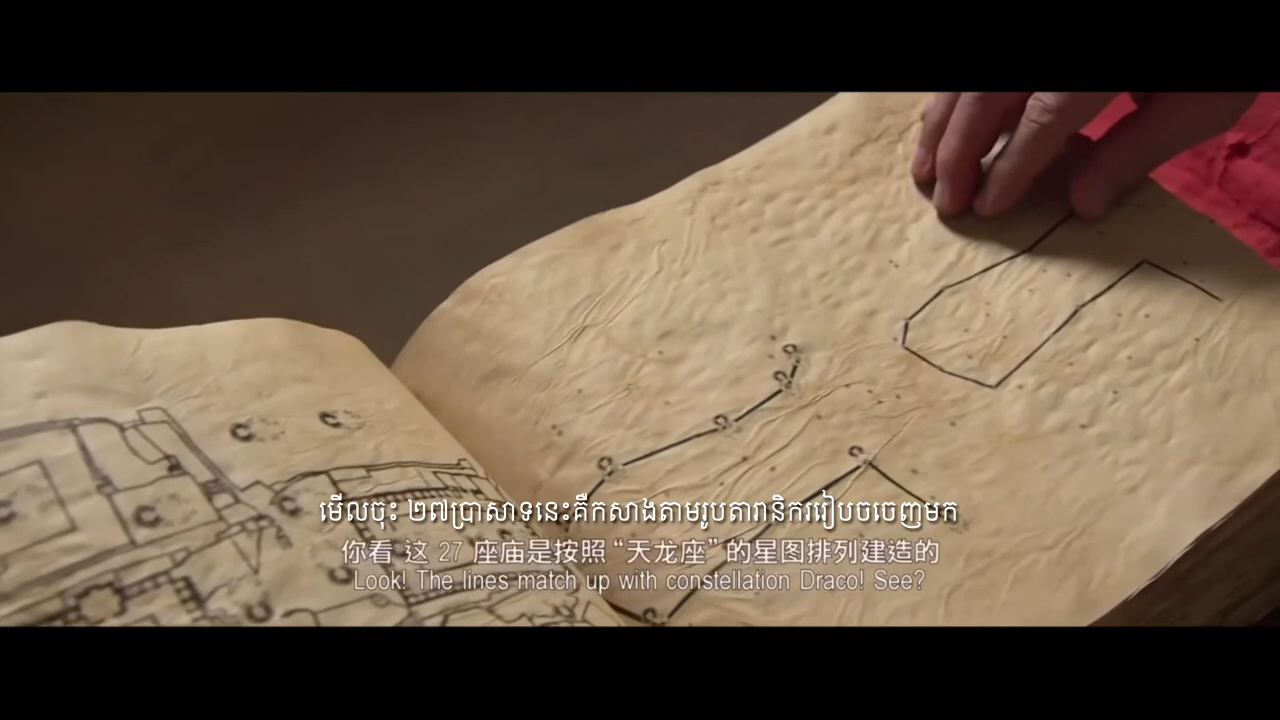 មើលចុះ ២៧ប្រាសាទនេះគឺកសាងតាមរូបតារានិកររៀបចចេញមក
你看 这 27 座庙是按照“天龙座”的星图排列建造的
Look! The lines match up with constellation Draco! See?